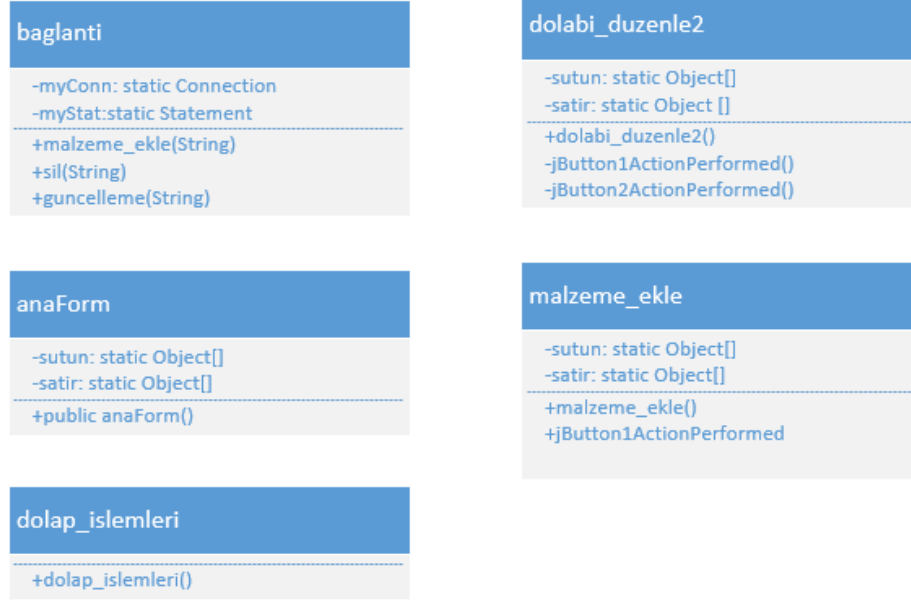 baglanti
-myConn: static Connection
-myStat:static Statement
+malzeme_ekle(String)
+sil(String)
+guncelleme(String)
dolabi_duzenle2
-sutun: static Object[]
-satir: static Object []
+dolabi_duzenle2()
-jButton1ActionPerformed()
-jButton2ActionPerformed()
anaForm
-sutun: static Object[]
-satir: static Object[]
+public anaForm()
malzeme_ekle
-sutun: static Object[]
-satir: static Object[]
+malzeme_ekle()
+jButton1ActionPerformed
dolap_islemleri
+dolap_islemleri()